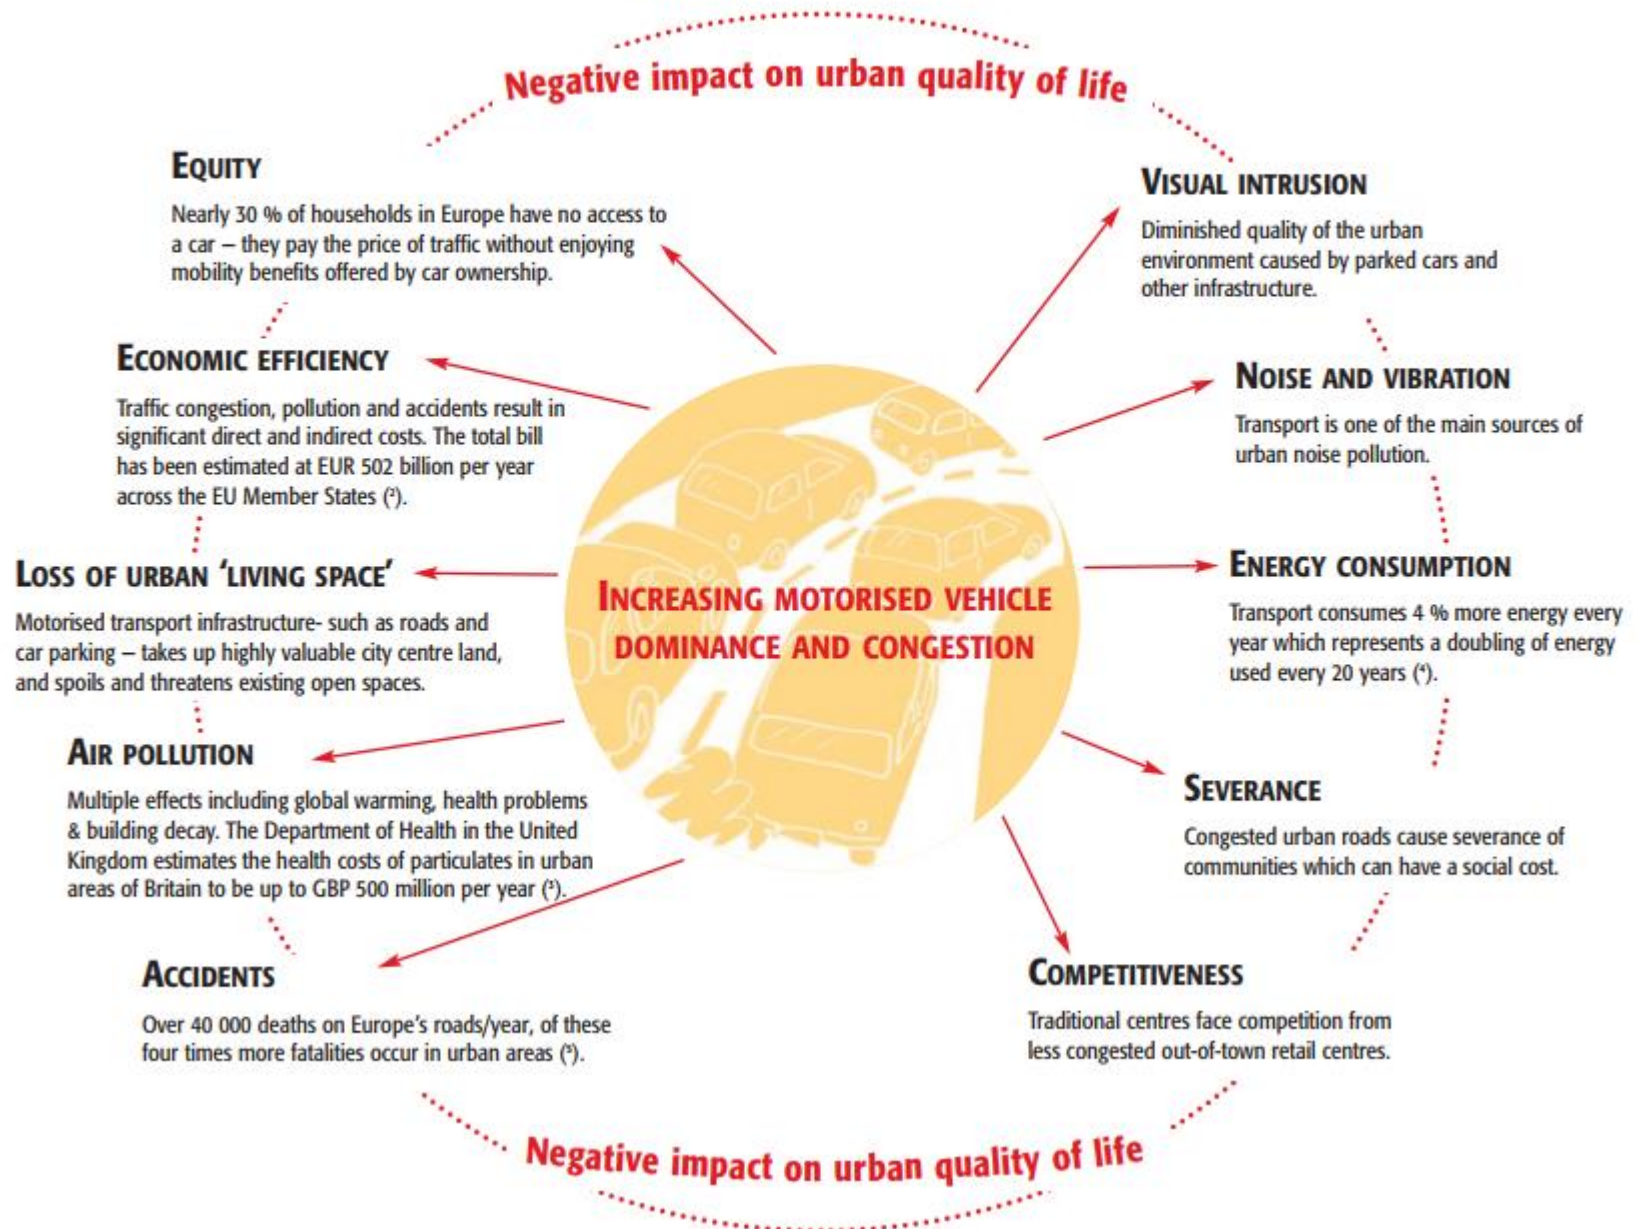 Negative impact on urban quality of life
EQUITY
Nearly 30 % of households in Europe have no access to
a car – they pay the price of traffic without enjoying
mobility benefits offered by car ownership.
ECONOMIC EFFICIENCY
Traffic congestion, pollution and accidents result in
significant direct and indirect costs. The total bill
has been estimated at EUR 502 billion per year
across the EU Member States (²).
LOSS OF URBAN ‘LIVING SPACE’
Motorised transport infrastructure- such as roads and
car parking – takes up highly valuable city centre land,
and spoils and threatens existing open spaces.
AIR POLLUTION
Multiple effects including global warming, health problems
& building decay. The Department of Health in the United
Kingdom estimates the health costs of particulates in urban
areas of Britain to be up to GBP 500 million per year (³).
ACCIDENTS
Over 40 000 deaths on Europe’s roads/year, of these
four times more fatalities occur in urban areas (⁵).
INCREASING MOTORISED VEHICLE
DOMINANCE AND CONGESTION
VISUAL INTRUSION
Diminished quality of the urban
environment caused by parked cars and
other infrastructure.
NOISE AND VIBRATION
Transport is one of the main sources of
urban noise pollution.
ENERGY CONSUMPTION
Transport consumes 4 % more energy every
year which represents a doubling of energy
used every 20 years (⁴).
SEVERANCE
Congested urban roads cause severance of
communities which can have a social cost.
COMPETITIVENESS
Traditional centres face competition from
less congested out-of-town retail centres.
Negative impact on urban quality of life